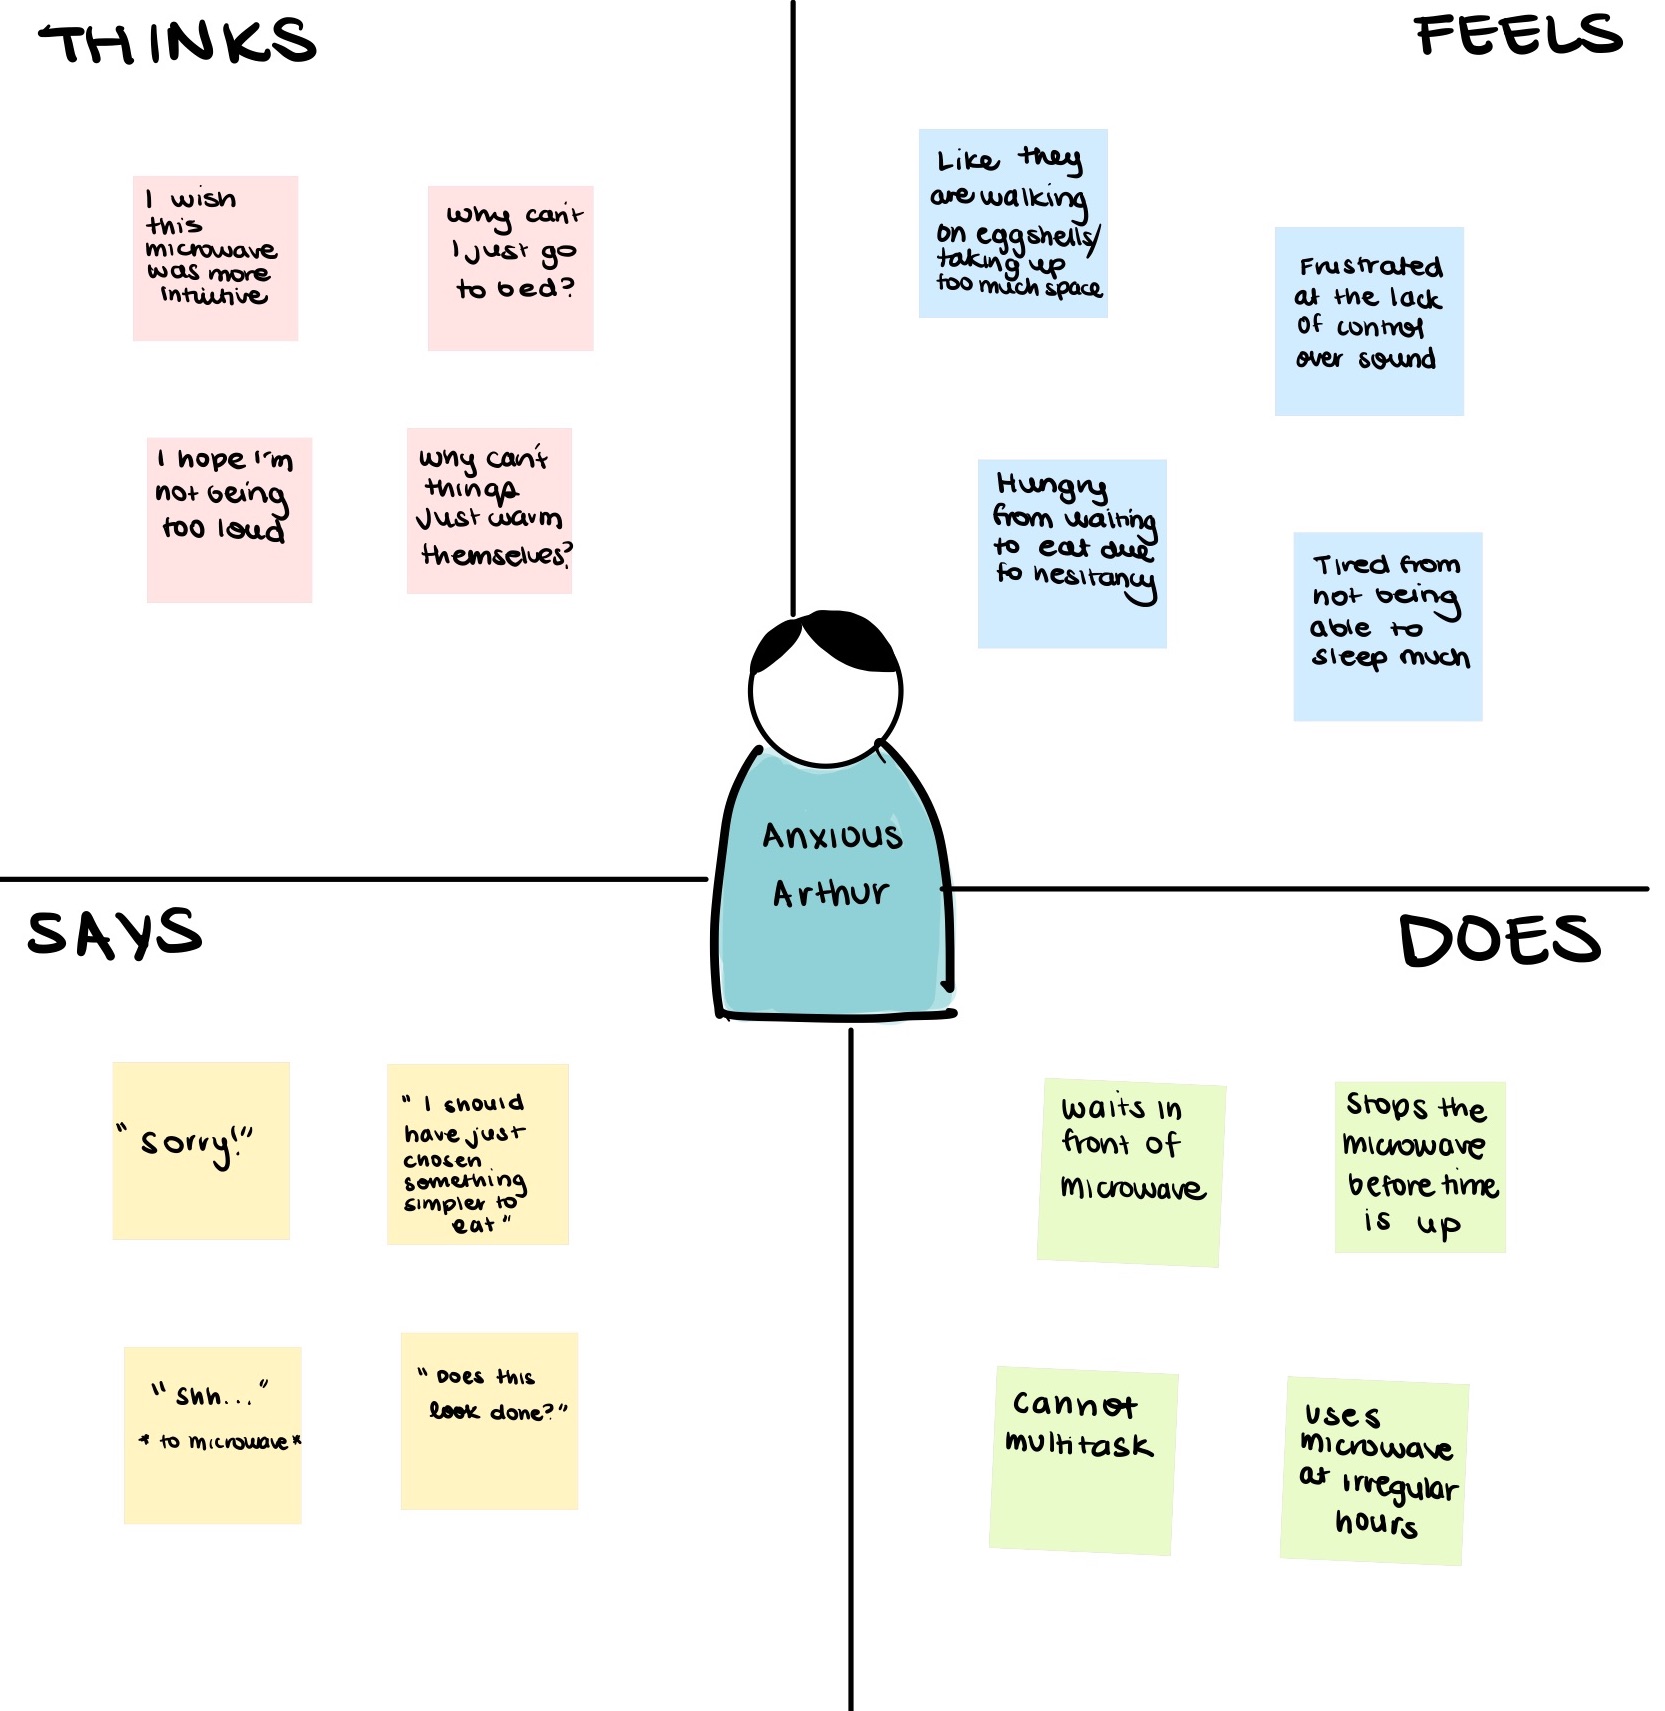 THINKS
I wish
this
microwave
was more
intuitive
why can't
I just go
to bed?
I hope I'm
not being
too loud
why can't
things
just warm
themselves?
FEELS
Like they
are walking
on eggshells/
taking up
too much space
Frustrated
at the lack
of control
over sound
Hungry
from waiting
to eat due
to hesitancy
Tired from
not being
able to
sleep much
Anxious
Arthur
SAYS
"sorry!"
"I should
have just
chosen
something
simpler to
eat"
"shh..."
*to microwave*
"Does this
look done?"
DOES
waits in
front of
microwave
Stops the
microwave
before time
is up
cannot
multitask
uses
microwave
at irregular
hours